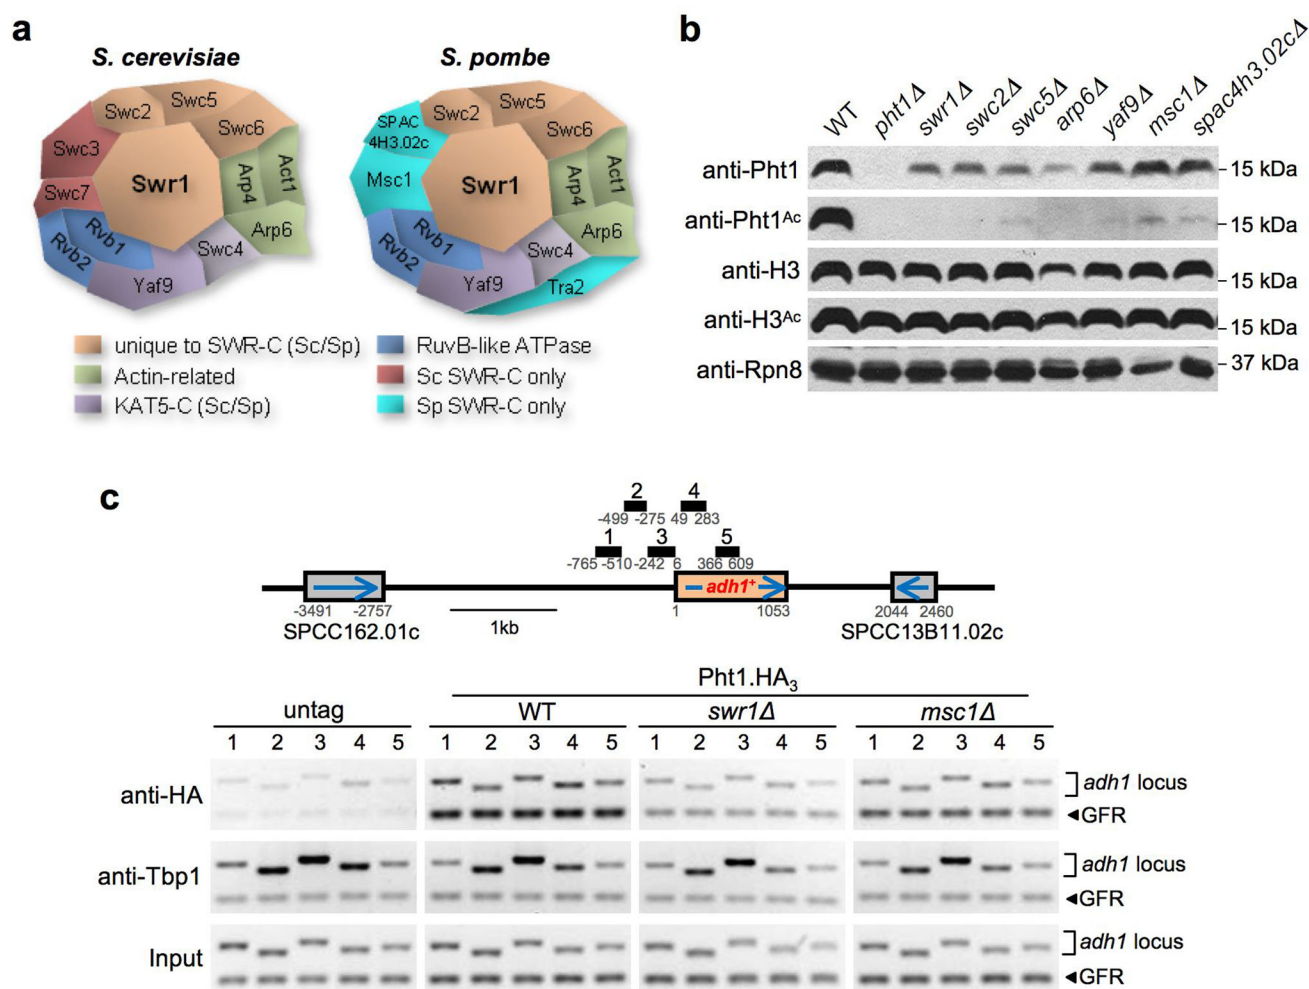 a
S. cerevisiae
S. pombe
Swc2
Swc5
Swc6
Swc3
Swc7
Swr1
Arp4
Act1
Arp6
Swc4
Rvb1
Rvb2
Yaf9
SPAC
4H3.02c
Swc2
Swc5
Swc6
Msc1
Swr1
Arp4
Act1
Arp6
Swc4
Rvb1
Rvb2
Yaf9
Tra2
unique to SWR-C (Sc/Sp)
Actin-related
KAT5-C (Sc/Sp)
RuvB-like ATPase
Sc SWR-C only
Sp SWR-C only
b
WT pht1Δ swr1Δ swc2Δ swc5Δ arp6Δ yaf9Δ msc1Δ spac4h3.02cΔ
anti-Pht1 15 kDa
anti-Pht1ᴬᶜ 15 kDa
anti-H3 15 kDa
anti-H3ᴬᶜ 15 kDa
anti-Rpn8 37 kDa
c
2 4
-499 -275 49 283
1 3 5
-765 -510 -242 6 366 609
adh1⁺
-3491 -2757 1 1053 2044 2460
SPCC162.01c 1kb SPCC13B11.02c
Pht1.HA₃
untag WT swr1Δ msc1Δ
1 2 3 4 5 1 2 3 4 5 1 2 3 4 5 1 2 3 4 5
anti-HA adh1 locus
◄GFR
anti-Tbp1 adh1 locus
◄GFR
Input adh1 locus
◄GFR